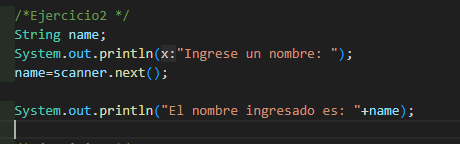 /*Ejercicio2 */
String name;
System.out.println(x:"Ingrese un nombre: ");
name=scanner.next();
System.out.println("El nombre ingresado es: "+name);